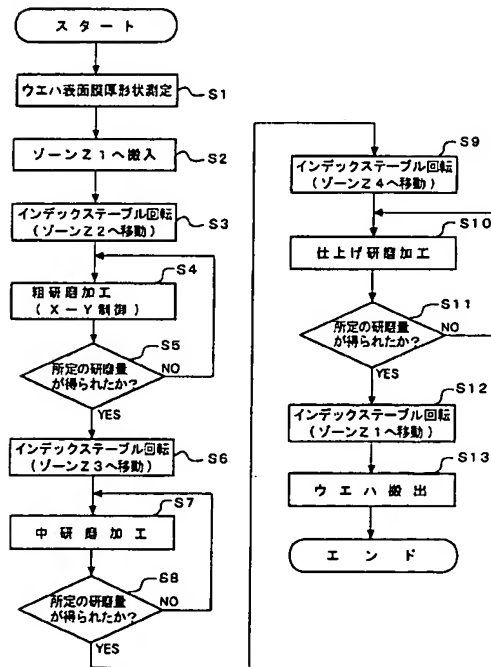 スタート
ウエハ表面膜厚形状測定
S1
ゾーンZ1へ搬入
S2
インデックステーブル回転
(ゾーンZ2へ移動)
S3
粗研磨加工
(X-Y制御)
S4
所定の研磨量
が得られたか?
S5
NO
YES
インデックステーブル回転
(ゾーンZ3へ移動)
S6
中研磨加工
S7
所定の研磨量
が得られたか?
S8
NO
YES
インデックステーブル回転
(ゾーンZ4へ移動)
S9
仕上げ研磨加工
S10
所定の研磨量
が得られたか?
S11
NO
YES
インデックステーブル回転
(ゾーンZ1へ移動)
S12
ウエハ搬出
S13
エンド